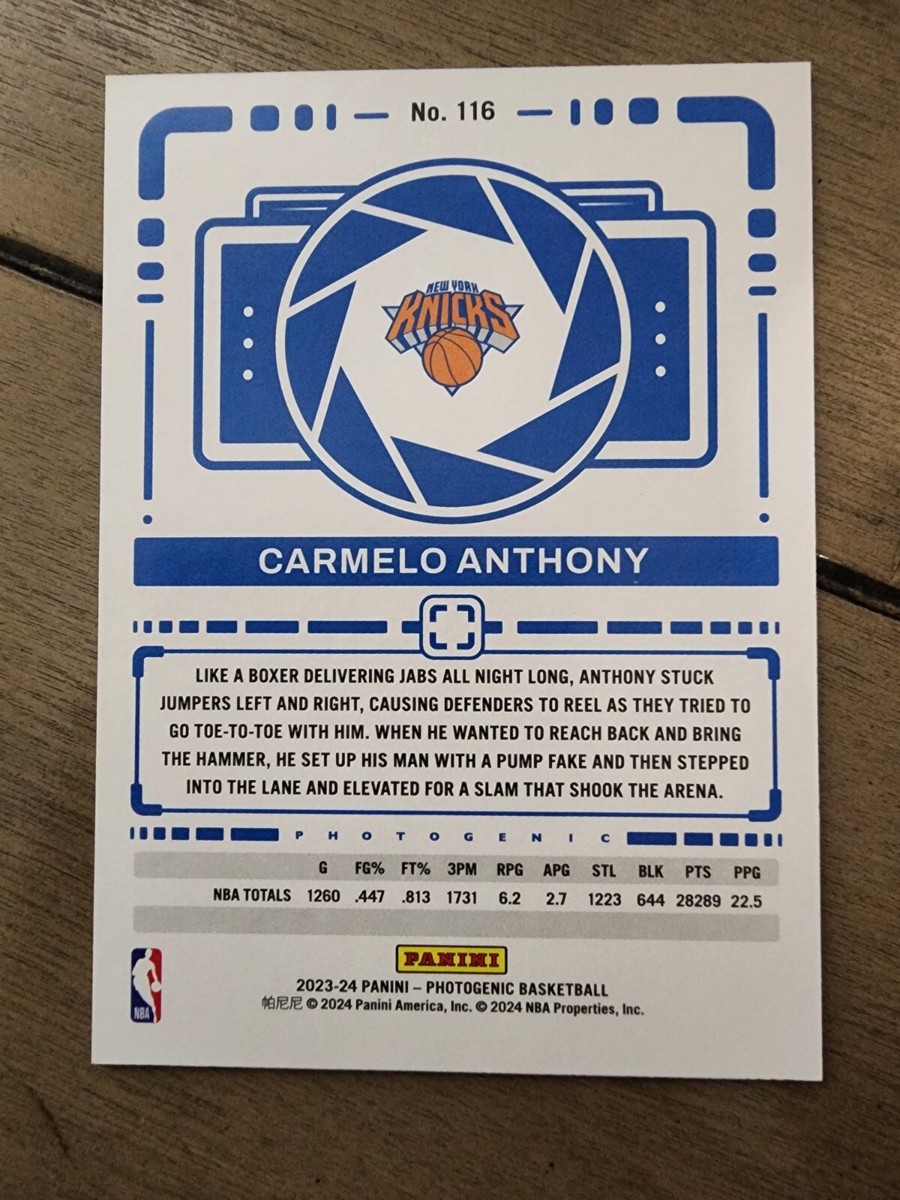 No. 116
NEW YORK
KNICKS
CARMELO ANTHONY
LIKE A BOXER DELIVERING JABS ALL NIGHT LONG, ANTHONY STUCK
JUMPERS LEFT AND RIGHT, CAUSING DEFENDERS TO REEL AS THEY TRIED TO
GO TOE-TO-TOE WITH HIM. WHEN HE WANTED TO REACH BACK AND BRING
THE HAMMER, HE SET UP HIS MAN WITH A PUMP FAKE AND THEN STEPPED
INTO THE LANE AND ELEVATED FOR A SLAM THAT SHOOK THE ARENA.
PHOTOGENIC
G FG% FT% 3PM RPG APG STL BLK PTS PPG
NBA TOTALS 1260 .447 .813 1731 6.2 2.7 1223 644 28289 22.5
PANINI
2023-24 PANINI – PHOTOGENIC BASKETBALL
帕尼尼 © 2024 Panini America, Inc. © 2024 NBA Properties, Inc.
NBA